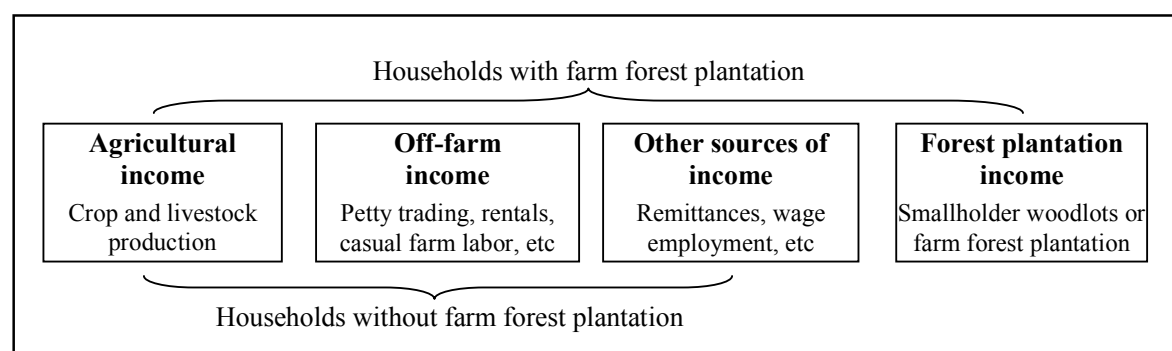 Households with farm forest plantation
Agricultural
income
Crop and livestock
production
Off-farm
income
Petty trading, rentals,
casual farm labor, etc
Other sources of
income
Remittances, wage
employment, etc
Forest plantation
income
Smallholder woodlots or
farm forest plantation
Households without farm forest plantation